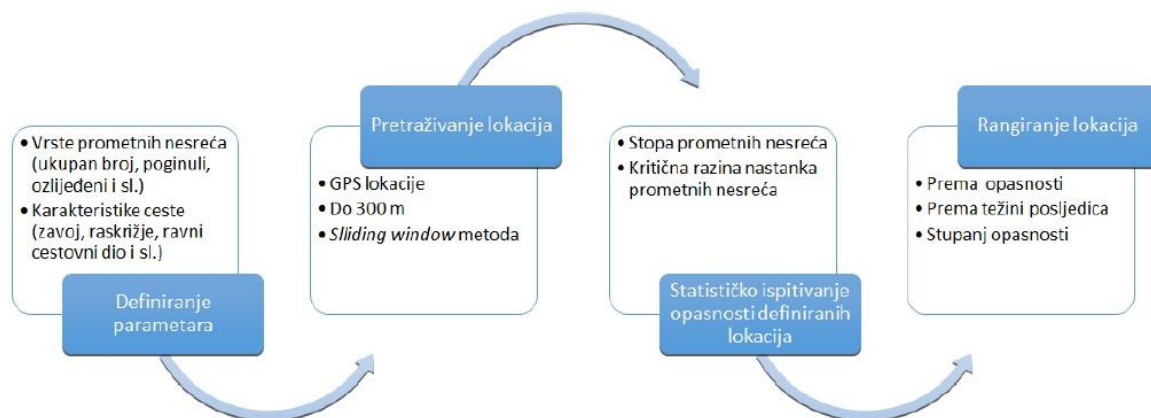 • Vrste prometnih nesreća
(ukupan broj, poginuli,
ozlijeđeni i sl.)
• Karakteristike ceste
(zavoj, raskrižje, ravni
cestovni dio i sl.)
Definiranje
parametara
Pretraživanje lokacija
• GPS lokacije
• Do 300 m
• Slliding window metoda
• Stopa prometnih nesreća
• Kritična razina nastanka
prometnih nesreća
Statističko ispitivanje
opasnosti definiranih
lokacija
Rangiranje lokacija
• Prema opasnosti
• Prema težini posljedica
• Stupanj opasnosti